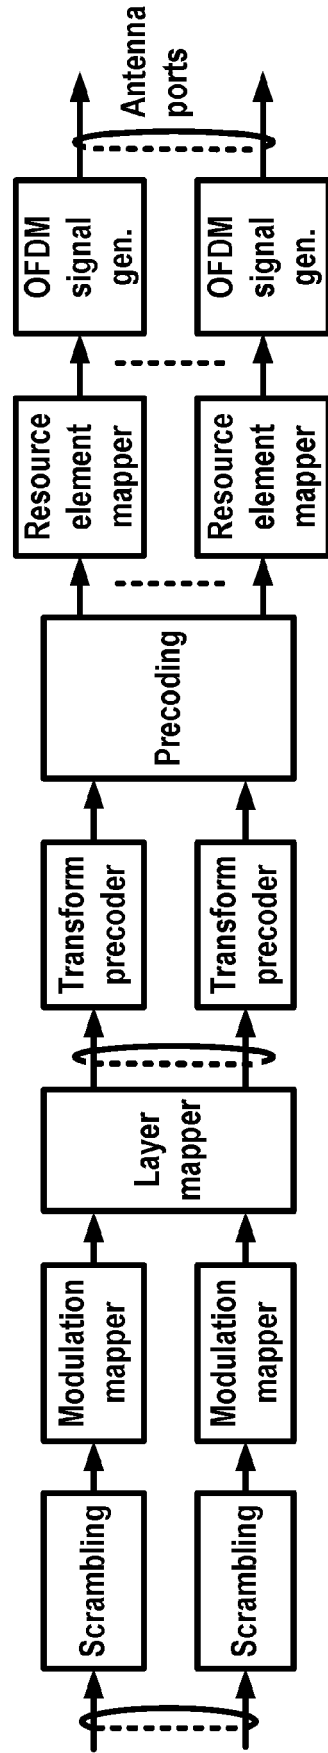 Scrambling
Scrambling
Modulation
mapper
Modulation
mapper
Layer
mapper
Transform
precoder
Transform
precoder
Precoding
Resource
element
mapper
Resource
element
mapper
OFDM
signal
gen.
OFDM
signal
gen.
Antenna
ports